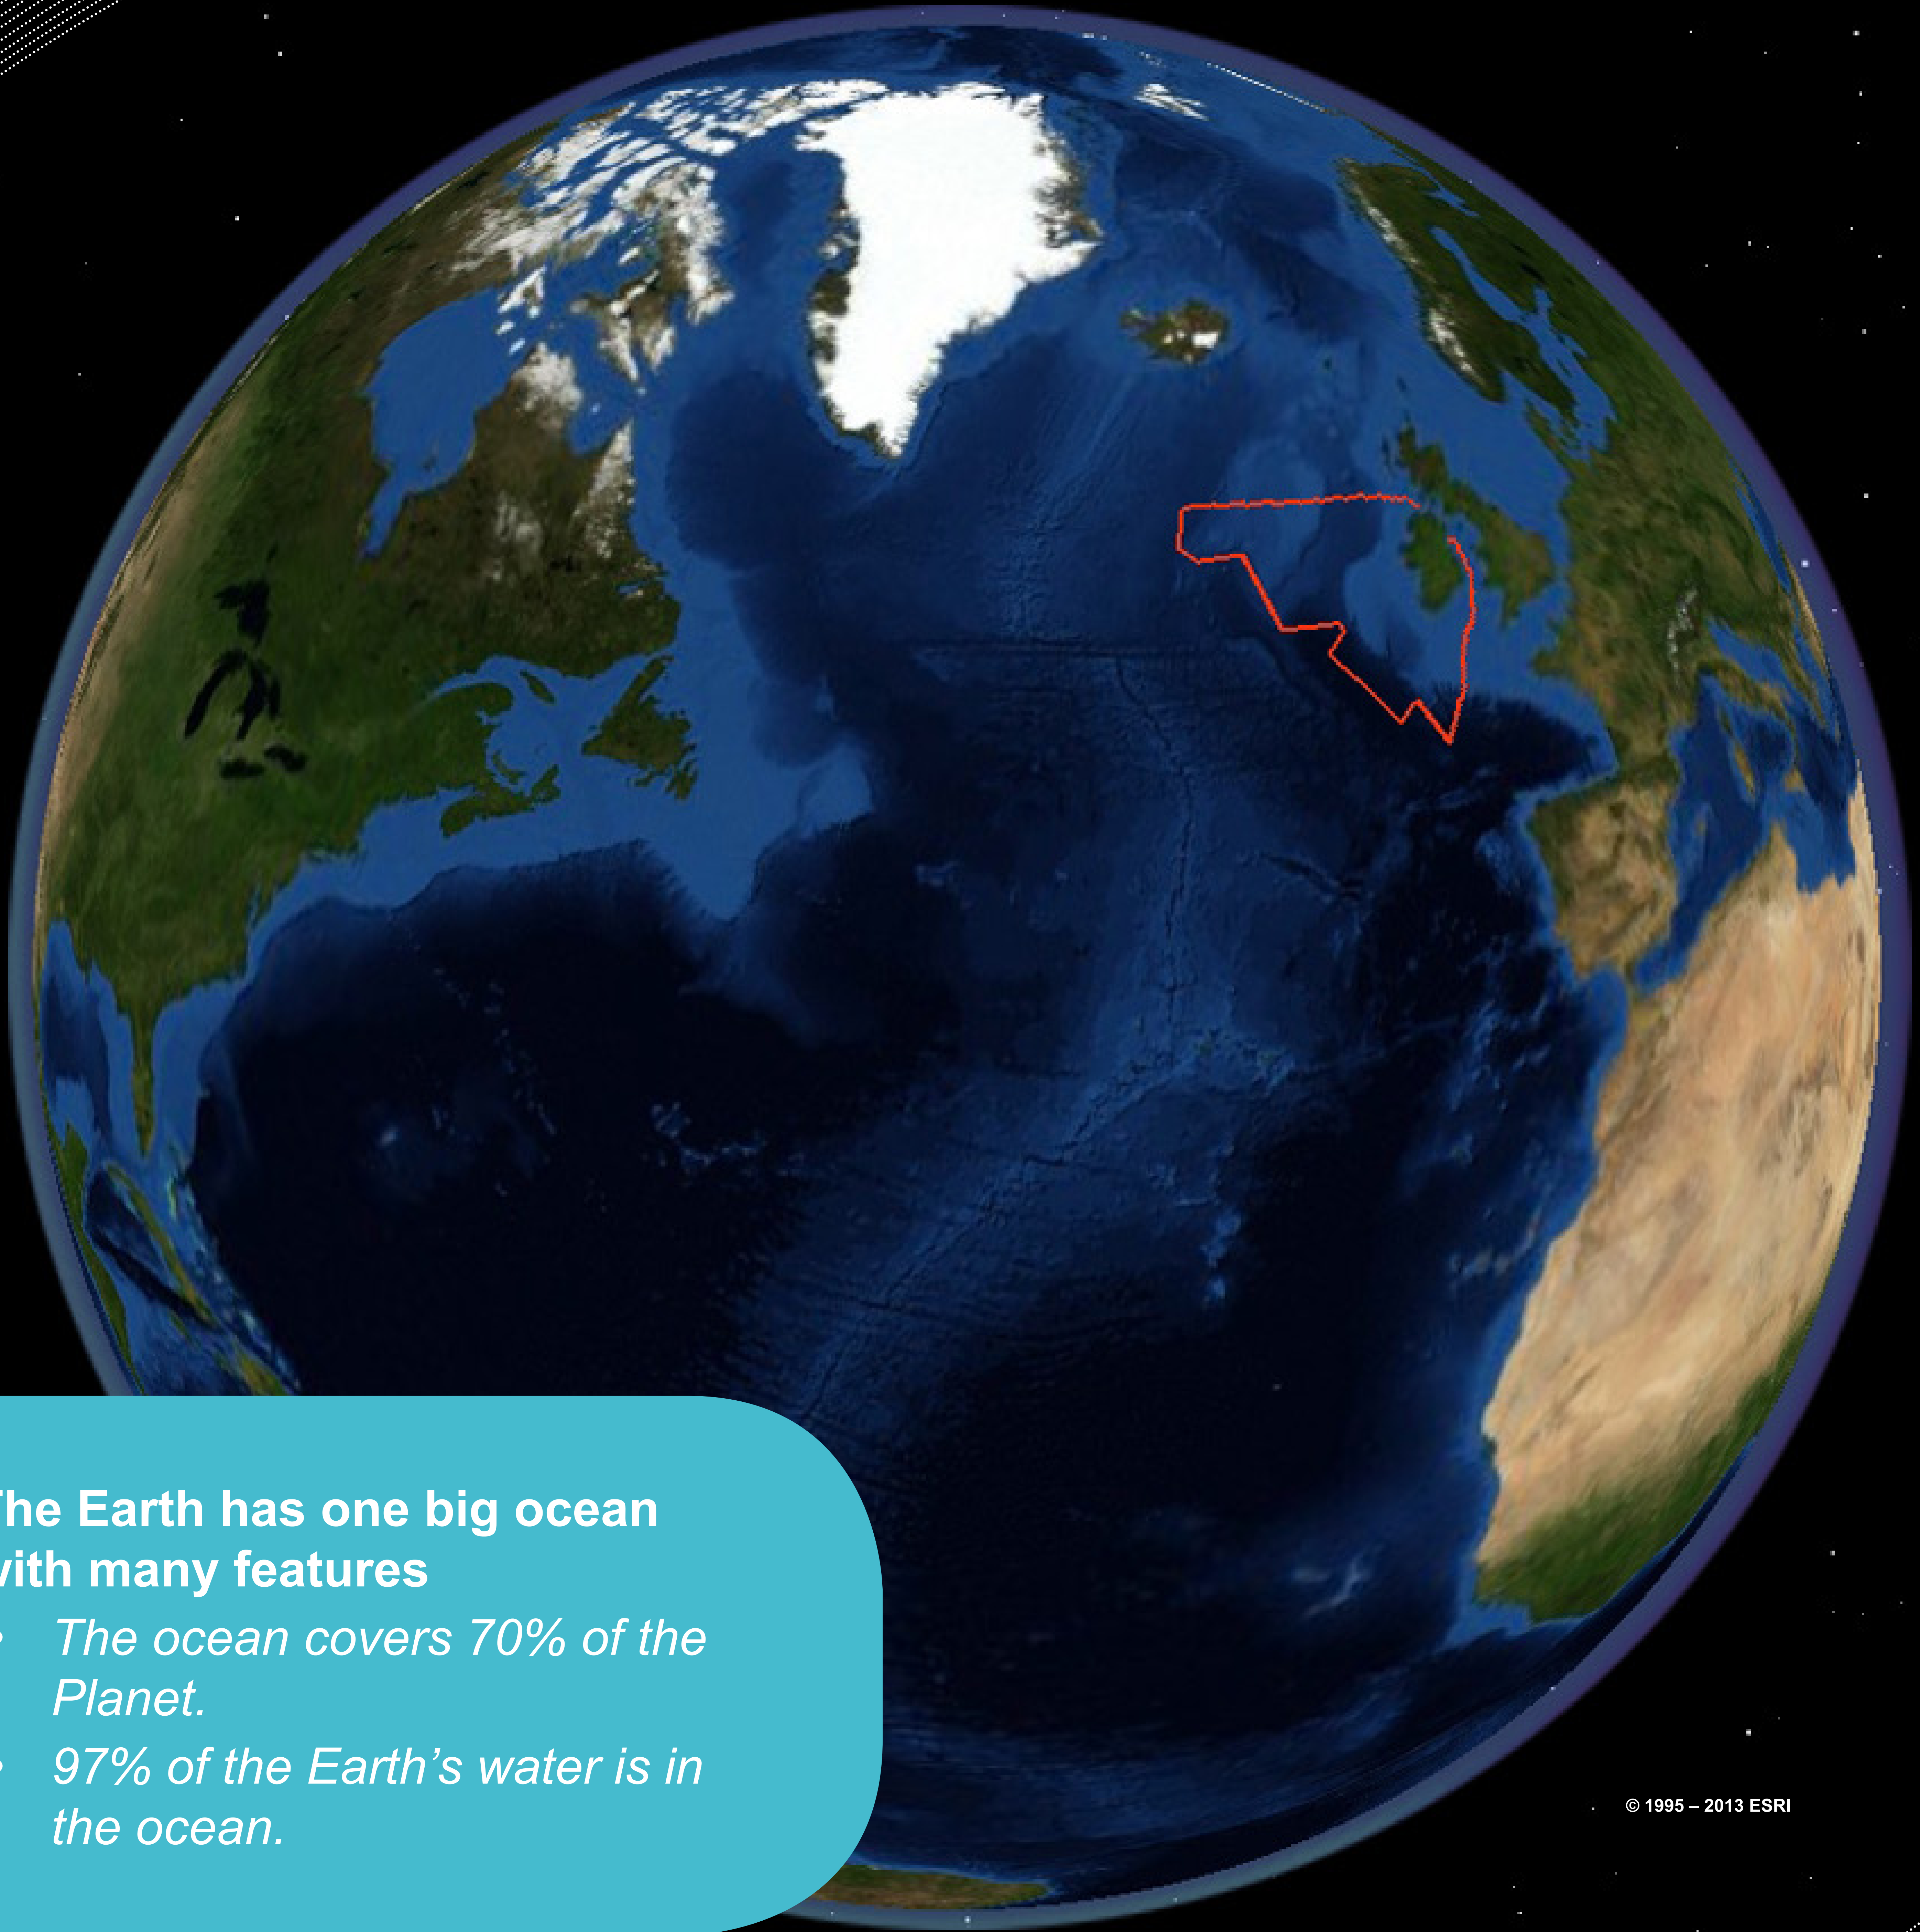 he Earth has one big ocean
ith many features
• The ocean covers 70% of the
Planet.
• 97% of the Earth’s water is in
the ocean.
© 1995 – 2013 ESRI